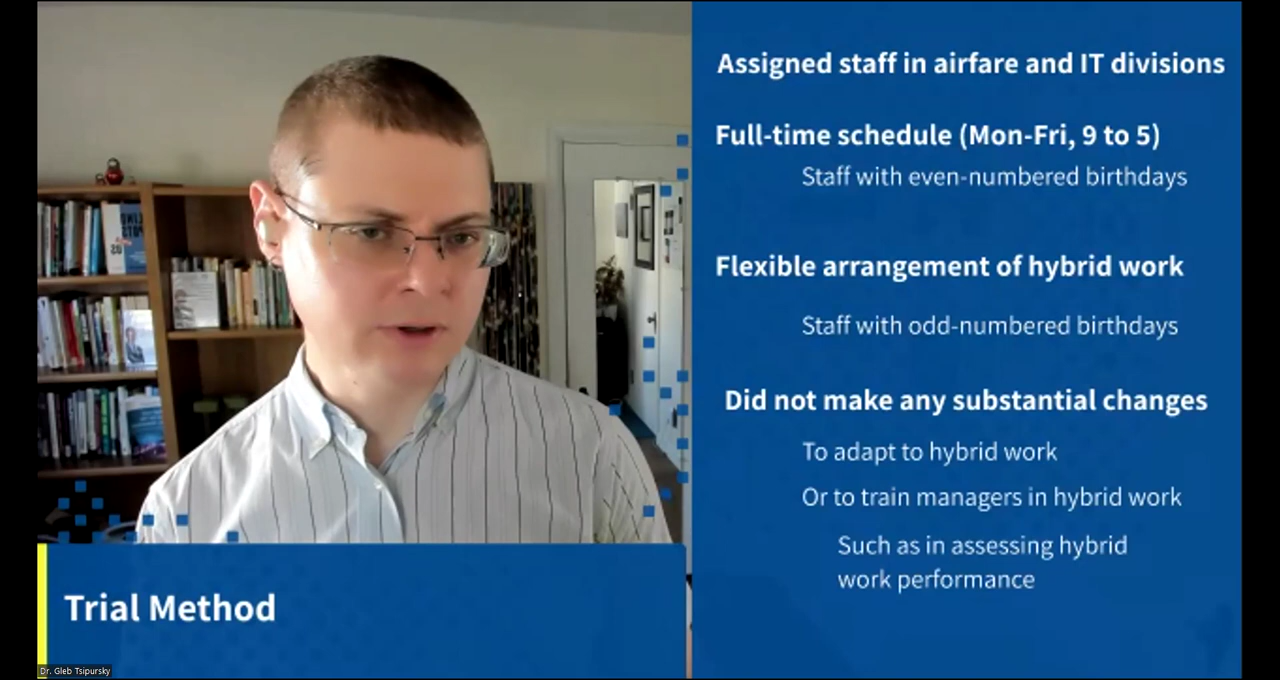 Assigned staff in airfare and IT divisions
Full-time schedule (Mon-Fri, 9 to 5)
Staff with even-numbered birthdays
Flexible arrangement of hybrid work
Staff with odd-numbered birthdays
Did not make any substantial changes
To adapt to hybrid work
Or to train managers in hybrid work
Such as in assessing hybrid
work performance
Trial Method
Dr. Gleb Tsipursky